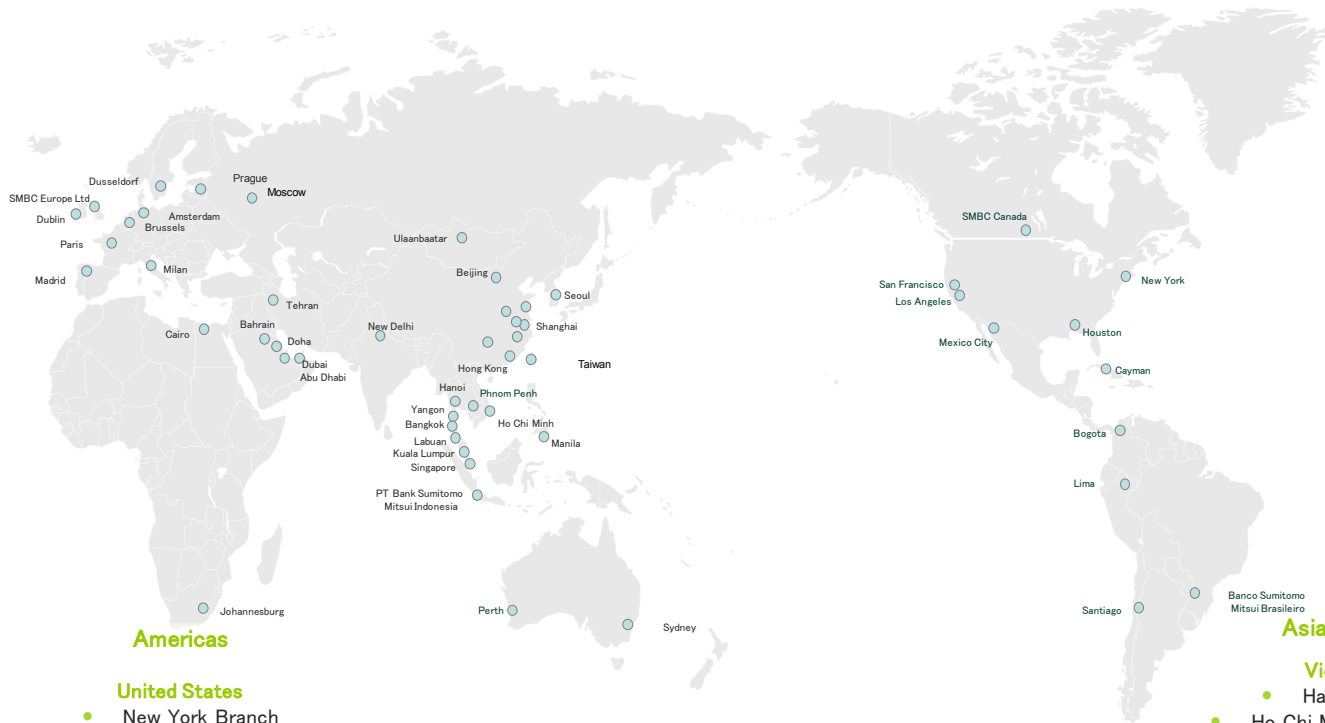 Dusseldorf
Prague
Moscow
SMBC Europe Ltd
Dublin
Amsterdam
Brussels
Paris
Madrid
Milan
Ulaanbaatar
Beijing
Seoul
Tehran
Bahrain
Cairo
Doha
Dubai
Abu Dhabi
New Delhi
Shanghai
Hong Kong
Taiwan
Hanoi
Phnom Penh
Yangon
Bangkok
Ho Chi Minh
Labuan
Manila
Kuala Lumpur
Singapore
PT Bank Sumitomo
Mitsui Indonesia
Johannesburg
Perth
Sydney
SMBC Canada
San Francisco
Los Angeles
New York
Mexico City
Houston
Cayman
Bogota
Lima
Santiago
Banco Sumitomo
Mitsui Brasileiro
Americas
United States
• New York Branch
Asia
Vi
• Ha
• Ho Chi M